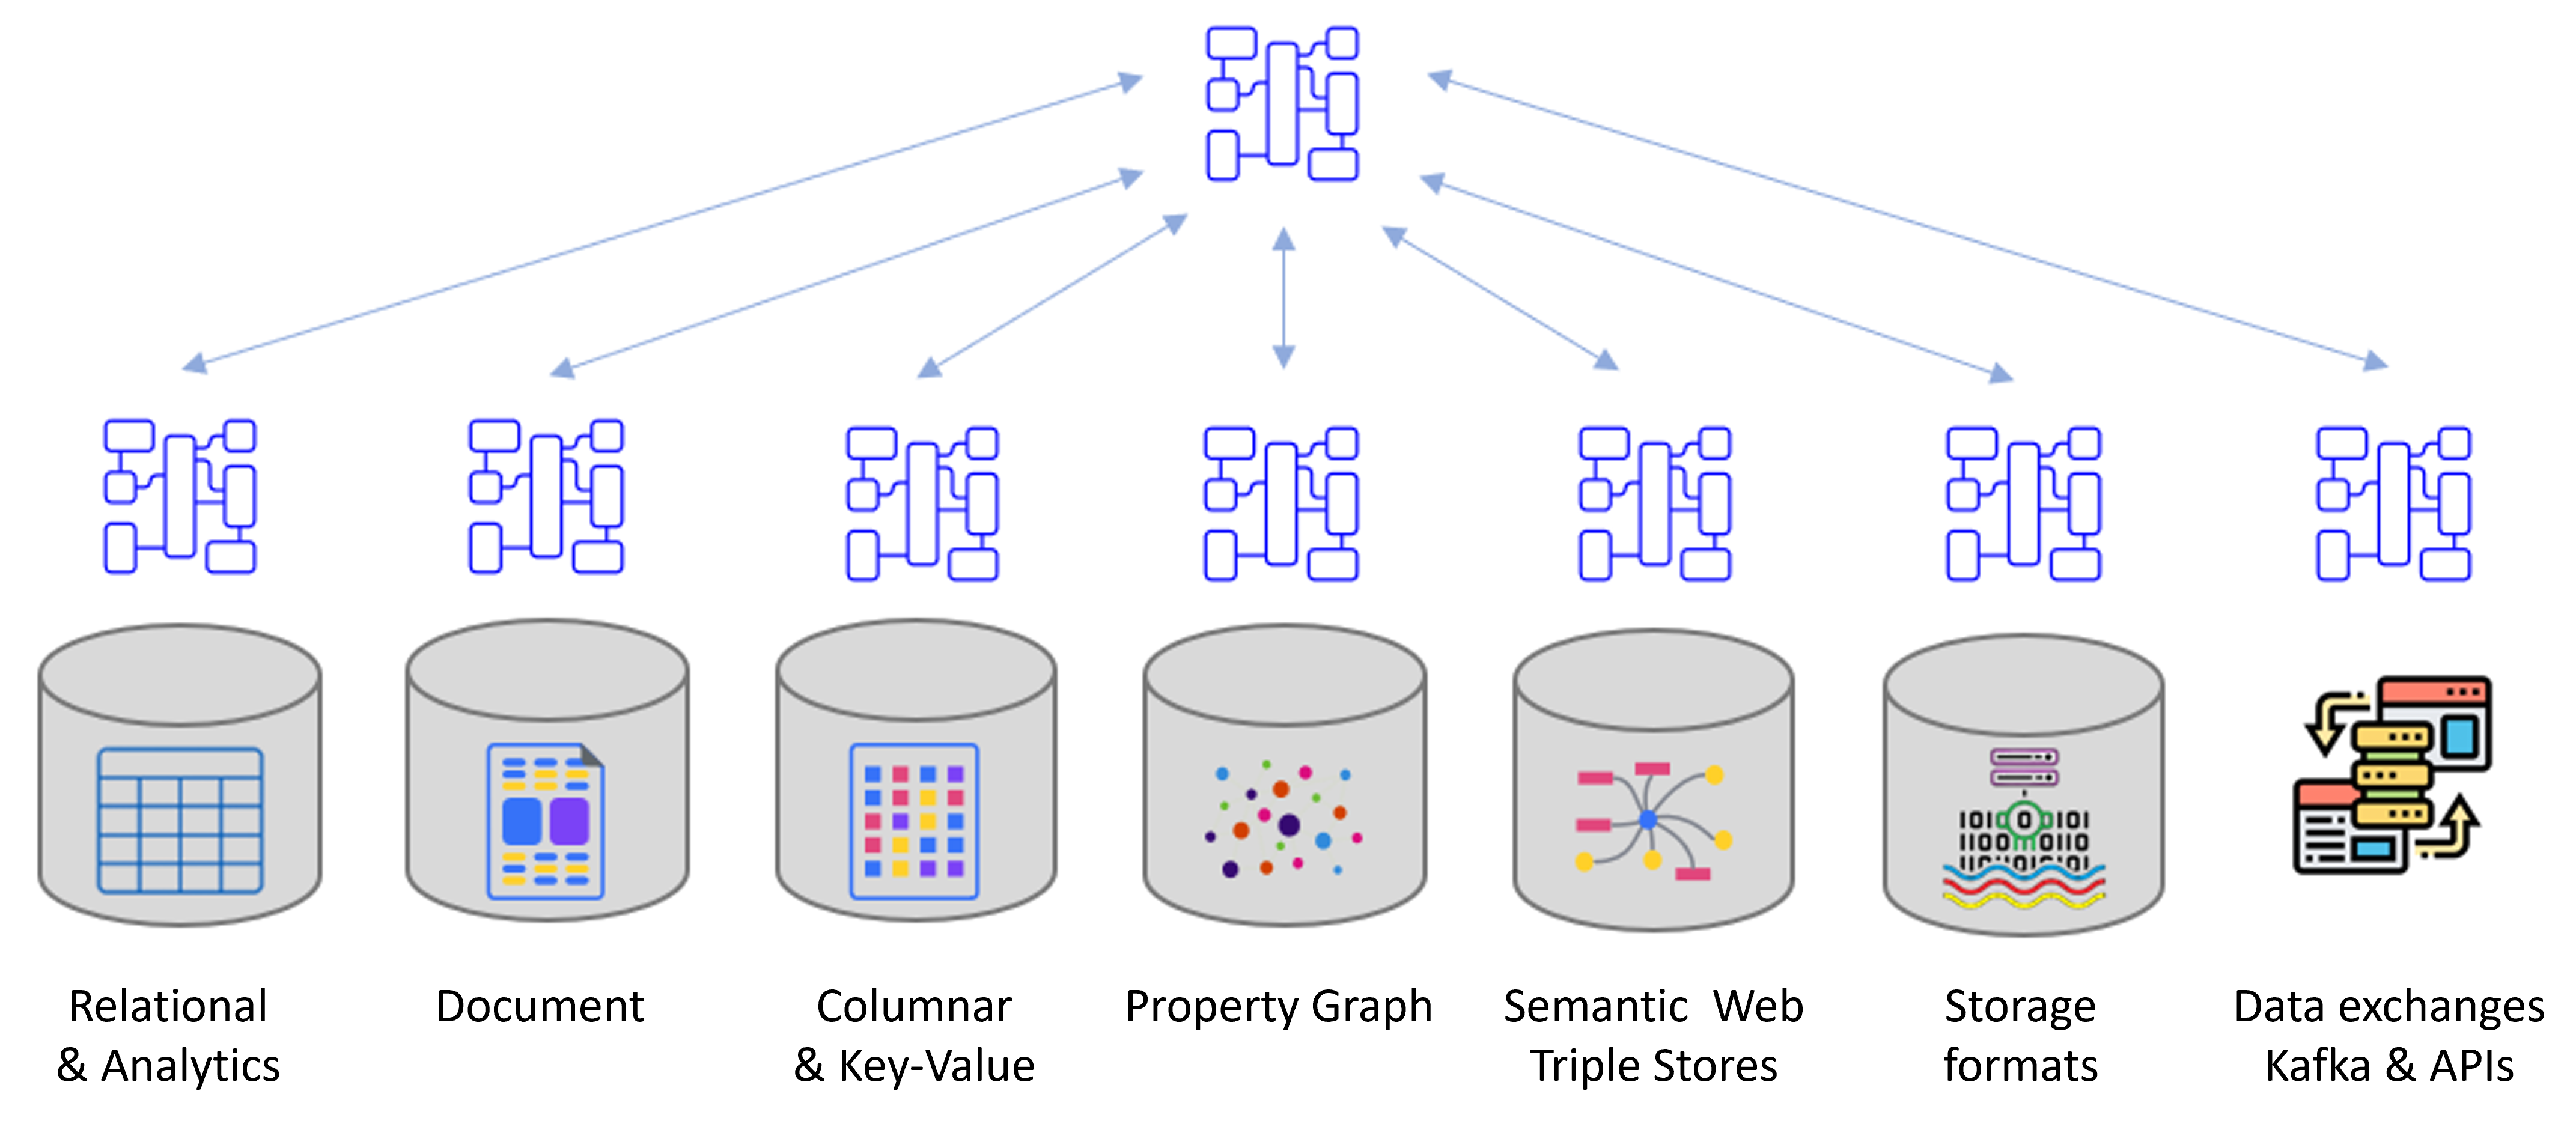 Relational
& Analytics
Document
Columnar
& Key-Value
Property Graph
Semantic  Web
Triple Stores
Storage
formats
Data exchanges
Kafka & APIs